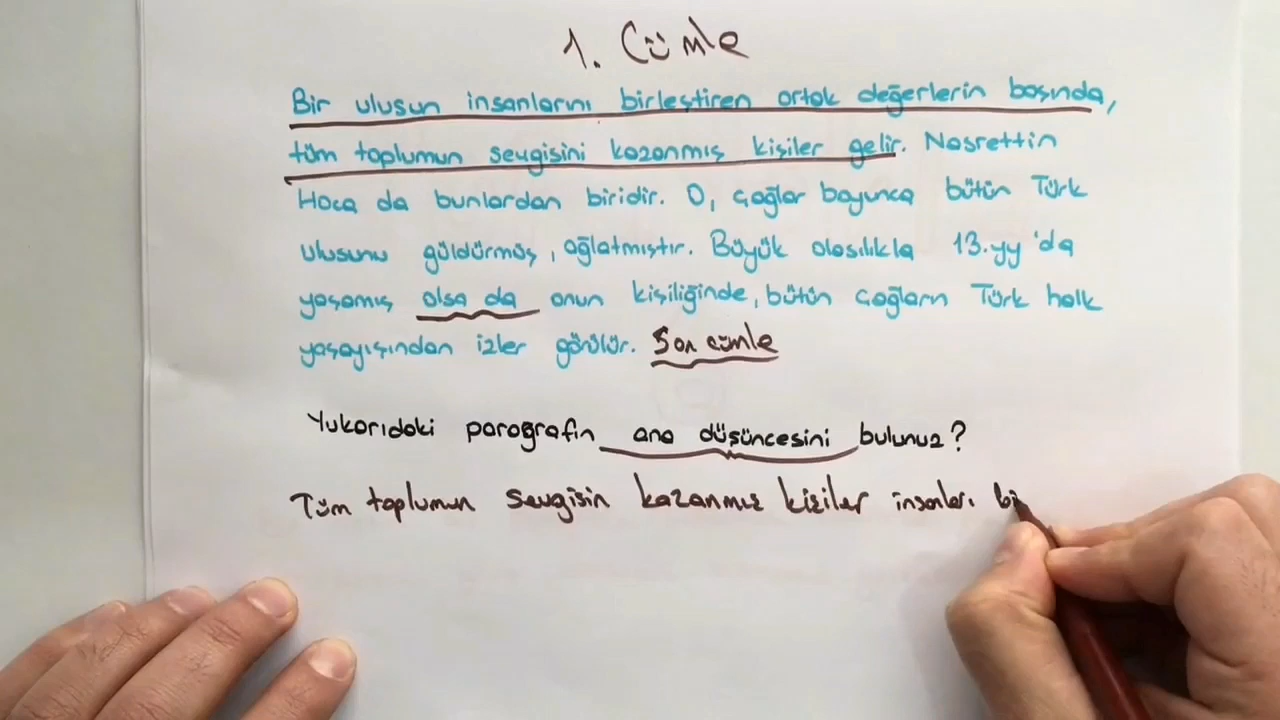 1. Cümle
Bir ulusun insanlarını birleştiren ortak değerlerin başında,
tüm toplumun sevgisini kazanmış kişiler gelir. Nasrettin
Hoca da bunlardan biridir. O, çağlar boyunca bütün Türk
ulusunu güldürmüş, ağlatmıştır. Büyük olasılıkla 13.yy'da
yaşamış olsa da onun kişiliğinde, bütün çağların Türk halk
yaşayışından izler görülür. Son cümle
Yukarıdaki paragrafın ana düşüncesini bulunuz?
Tüm toplumun sevgisin kazanmış kişiler insanları bi